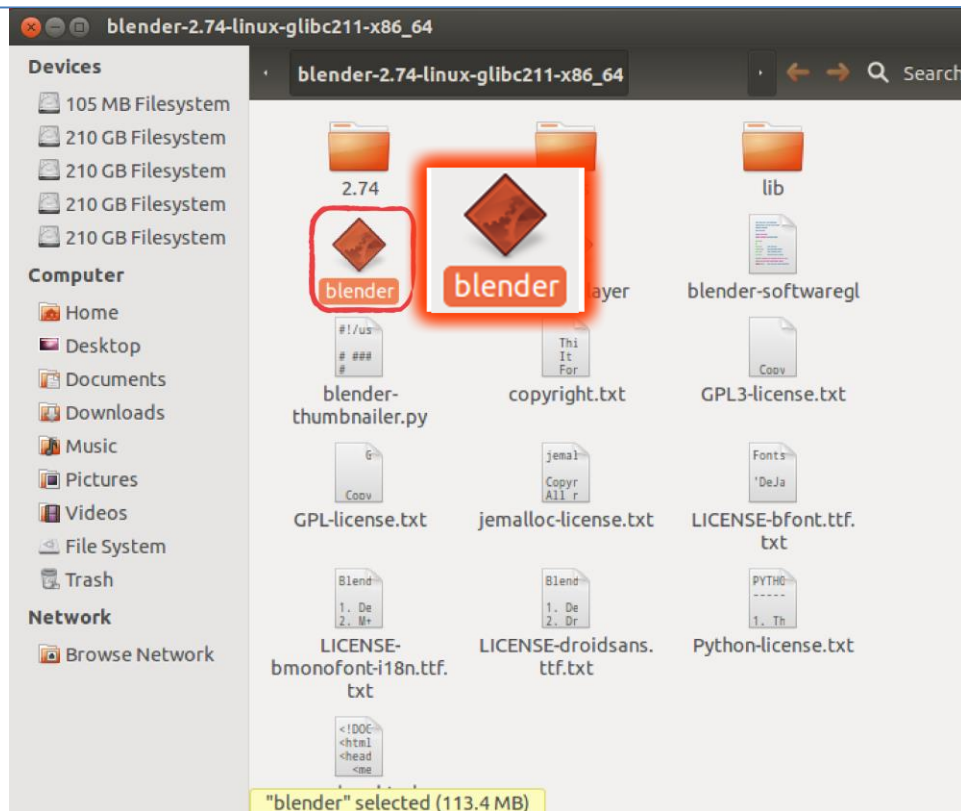 blender-2.74-linux-glibc211-x86_64
Devices
105 MB Filesystem
210 GB Filesystem
210 GB Filesystem
210 GB Filesystem
210 GB Filesystem
Computer
Home
Desktop
Documents
Downloads
Music
Pictures
Videos
File System
Trash
Network
Browse Network
blender-2.74-linux-glibc211-x86_64
Search
2.74
lib
blender
blender
ayer
blender-softwaregl
#!/us
# ###
#
blender-
thumbnailer.py
Thi
It
For
copyright.txt
Copy
GPL3-license.txt
G
Copy
GPL-license.txt
jemal
Copyr
All r
jemalloc-license.txt
Fonts
'DeJa
LICENSE-bfont.ttf.
txt
Blend
1. De
2. M+
LICENSE-
bmonofont-i18n.ttf.
txt
Blend
1. De
2. Dr
LICENSE-droidsans.
ttf.txt
PYTHO
-----
1. Th
Python-license.txt
<!DOE
<html
<head
<me
"blender" selected (113.4 MB)